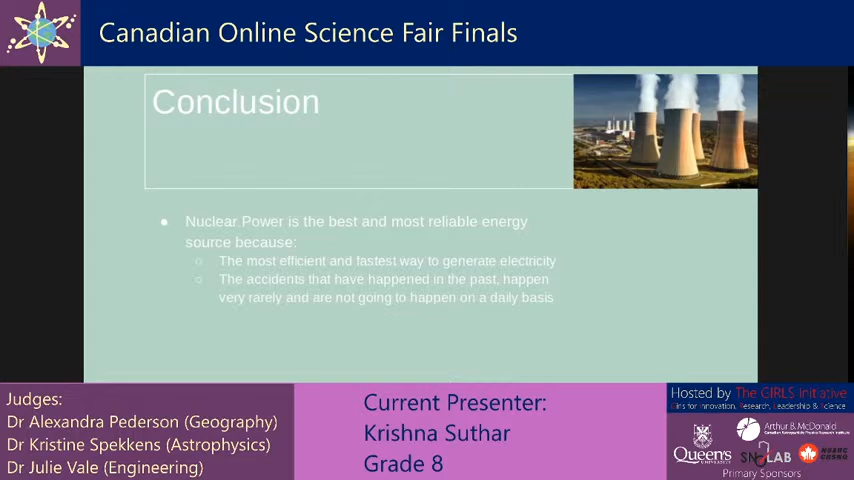 Canadian Online Science Fair Finals
Conclusion
● Nuclear Power is the best and most reliable energy
source because:
○ The most efficient and fastest way to generate electricity
○ The accidents that have happened in the past, happen
very rarely and are not going to happen on a daily basis
Judges:
Dr Alexandra Pederson (Geography)
Dr Kristine Spekkens (Astrophysics)
Dr Julie Vale (Engineering)
Current Presenter:
Krishna Suthar
Grade 8
Hosted by The GIRLS Initiative
Girls for Innovation, Research, Leadership & Science
Arthur B. McDonald
Queen's
UNIVERSITY
SNOLAB
Primary Sponsors